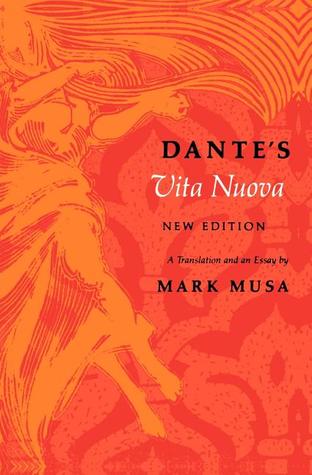 DANTE'S
Vita Nuova
NEW EDITION
A Translation and an Essay by
MARK MUSA